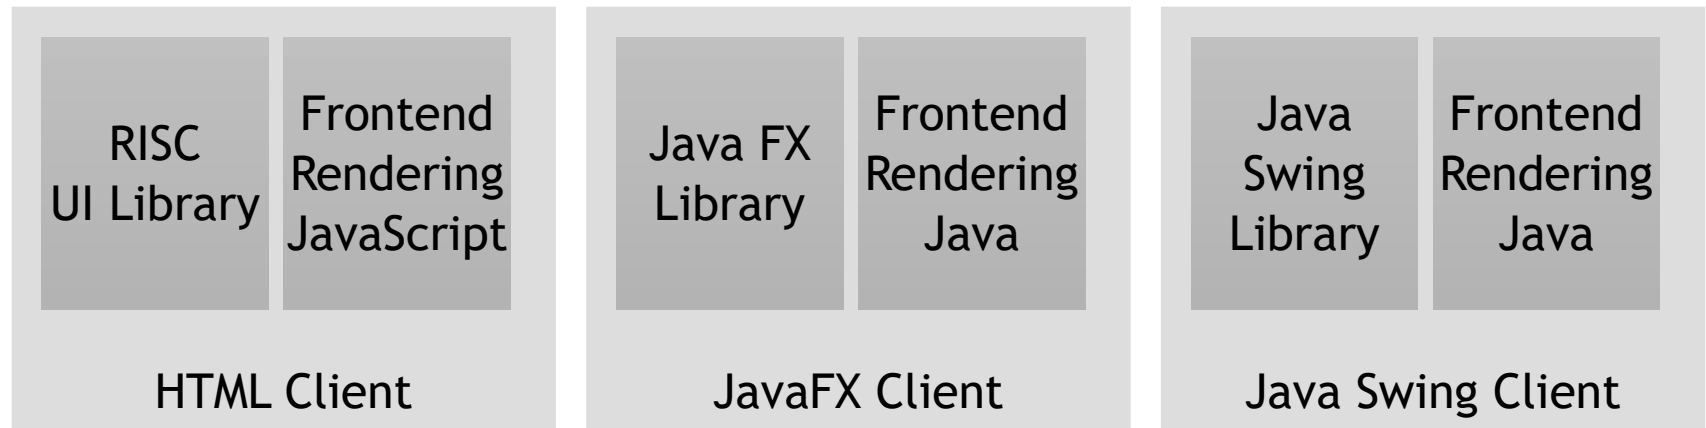 RISC
UI Library
Frontend
Rendering
JavaScript
HTML Client
Java FX
Library
Frontend
Rendering
Java
JavaFX Client
Java
Swing
Library
Frontend
Rendering
Java
Java Swing Client